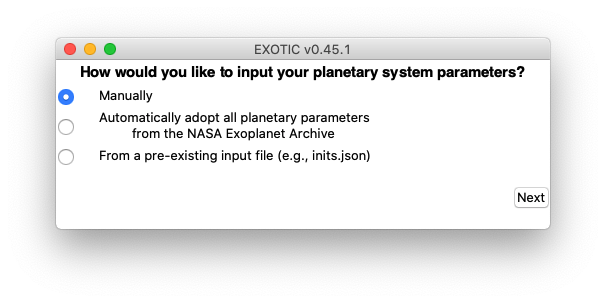 EXOTIC v0.45.1
How would you like to input your planetary system parameters?
Manually
Automatically adopt all planetary parameters
from the NASA Exoplanet Archive
From a pre-existing input file (e.g., inits.json)
Next